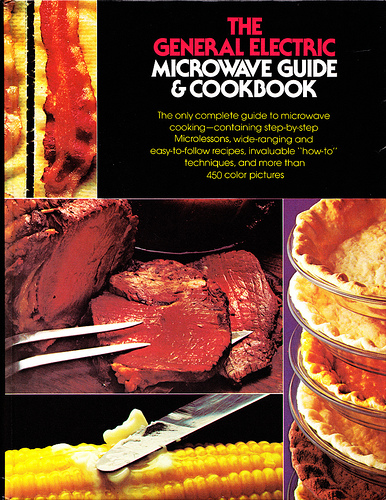 THE
GENERAL ELECTRIC
MICROWAVE GUIDE
& COOKBOOK
The only complete guide to microwave
cooking—containing step-by-step
Microlessons, wide-ranging and
easy-to-follow recipes, invaluable "how-to"
techniques, and more than
450 color pictures